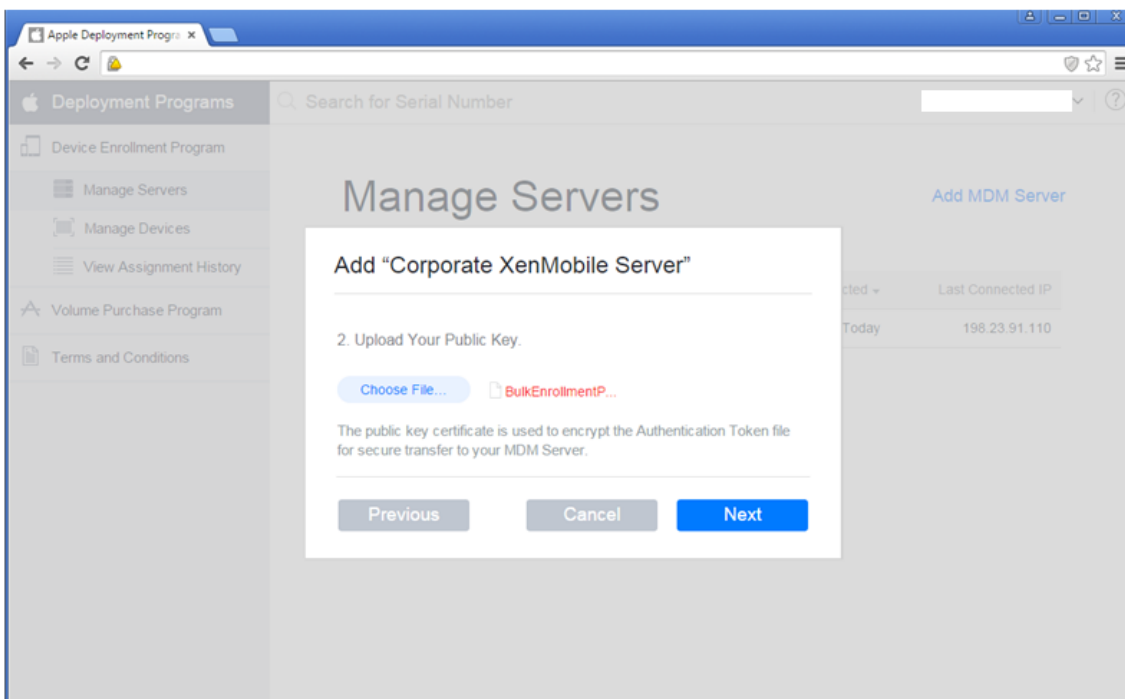 Apple Deployment Progra
Deployment Programs
Search for Serial Number
Device Enrollment Program
Manage Servers
Manage Devices
View Assignment History
Volume Purchase Program
Terms and Conditions
Manage Servers
Add MDM Server
cted
Last Connected IP
Today
198.23.91.110
Add “Corporate XenMobile Server”
2. Upload Your Public Key.
Choose File...
BulkEnrollmentP...
The public key certificate is used to encrypt the Authentication Token file
for secure transfer to your MDM Server.
Previous
Cancel
Next